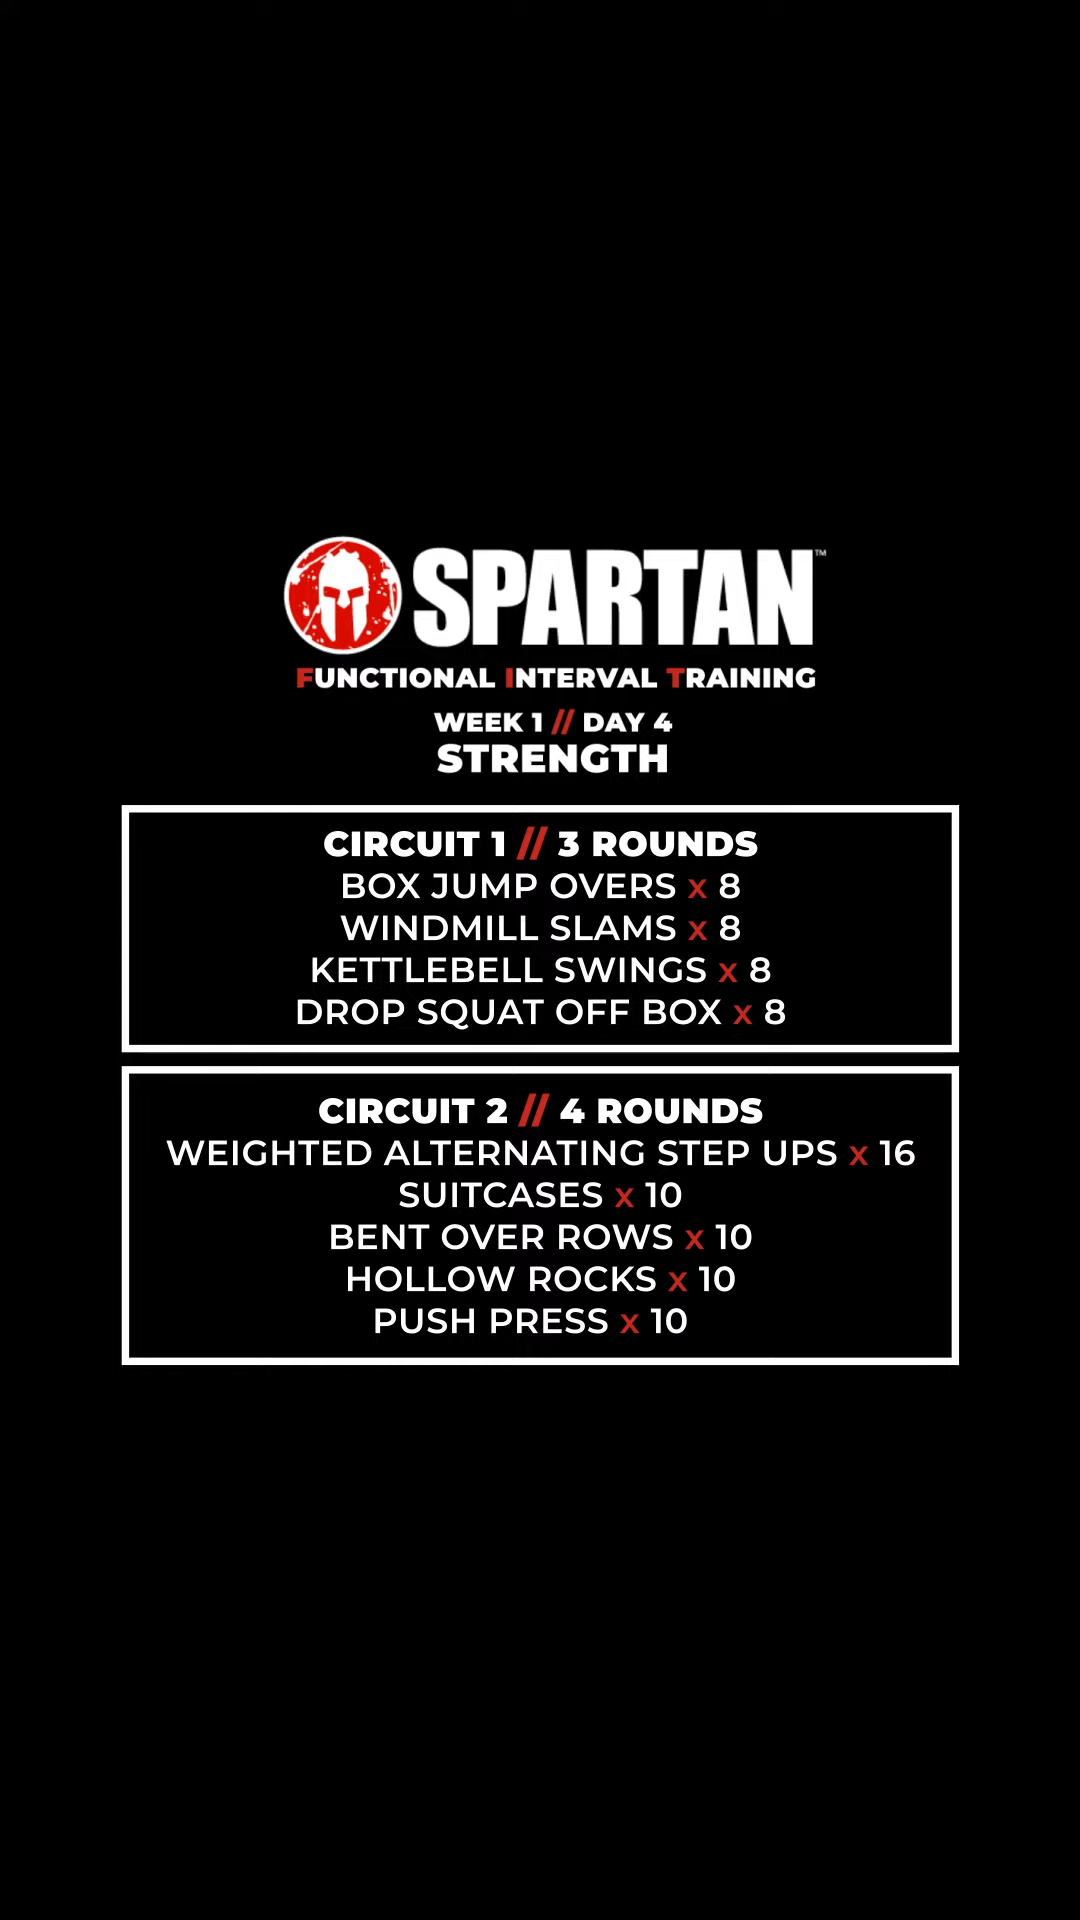 SPARTAN™
FUNCTIONAL INTERVAL TRAINING
WEEK 1 // DAY 4
STRENGTH
CIRCUIT 1 // 3 ROUNDS
BOX JUMP OVERS x 8
WINDMILL SLAMS x 8
KETTLEBELL SWINGS x 8
DROP SQUAT OFF BOX x 8
CIRCUIT 2 // 4 ROUNDS
WEIGHTED ALTERNATING STEP UPS x 16
SUITCASES x 10
BENT OVER ROWS x 10
HOLLOW ROCKS x 10
PUSH PRESS x 10